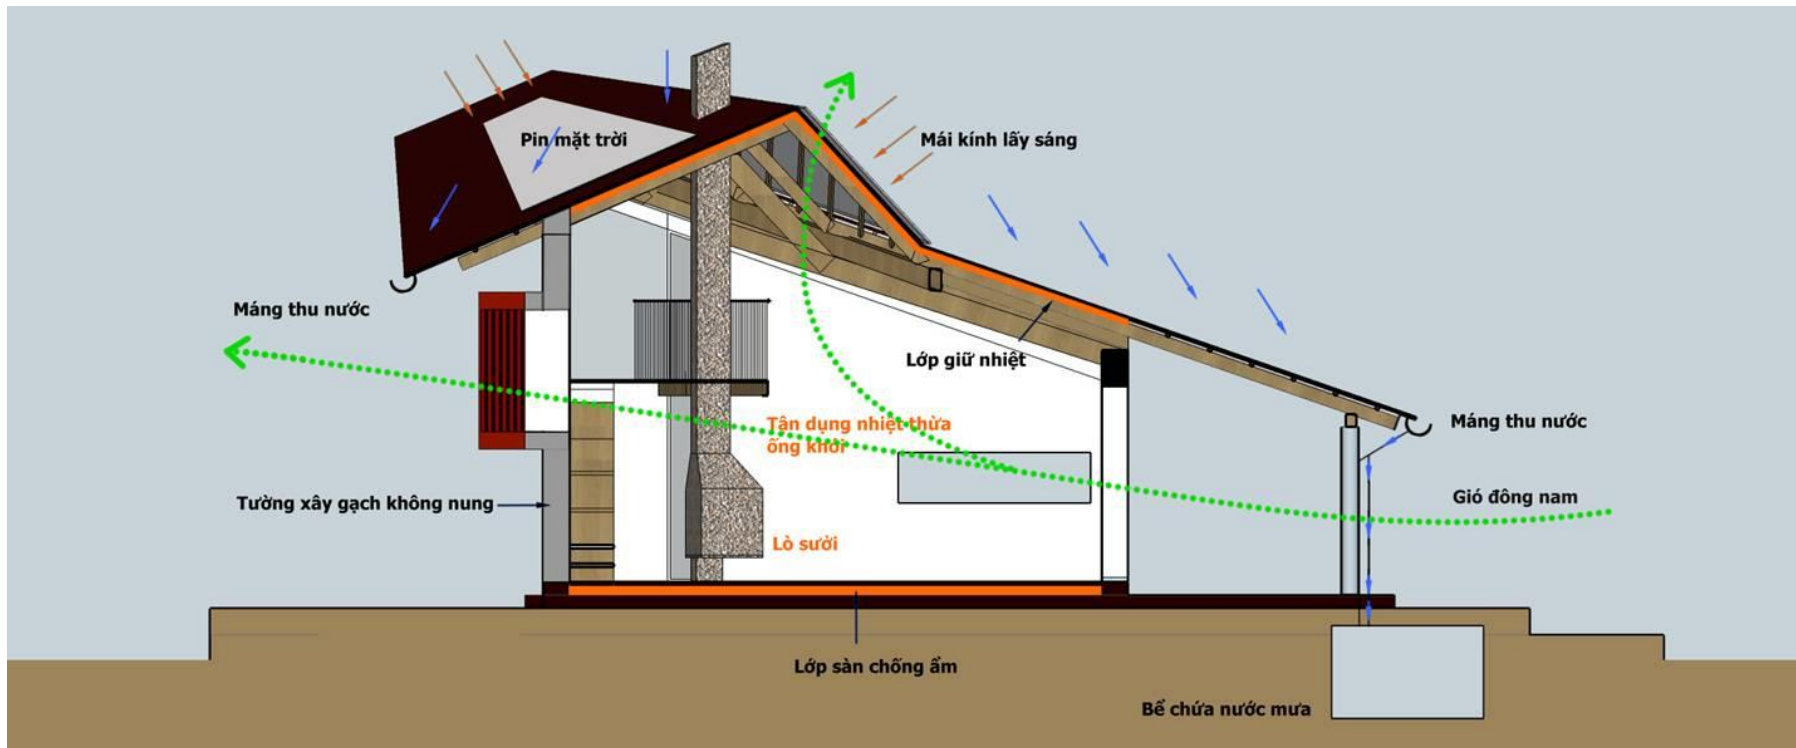 Pin mặt trời
Mái kính lấy sáng
Máng thu nước
Lớp giữ nhiệt
Tận dụng nhiệt thừa
ống khói
Máng thu nước
Tường xây gạch không nung
Gió đông nam
Lò sưởi
Lớp sàn chống ẩm
Bể chứa nước mưa